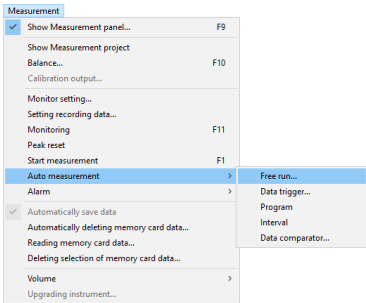 Measurement
Show Measurement panel... F9
Show Measurement project
Balance... F10
Calibration output...
Monitor setting...
Setting recording data...
Monitoring F11
Peak reset
Start measurement F1
Auto measurement >
Free run...
Data trigger...
Program
Interval
Data comparator...
Alarm >
Automatically save data
Automatically deleting memory card data...
Reading memory card data...
Deleting selection of memory card data...
Volume >
Upgrading instrument...